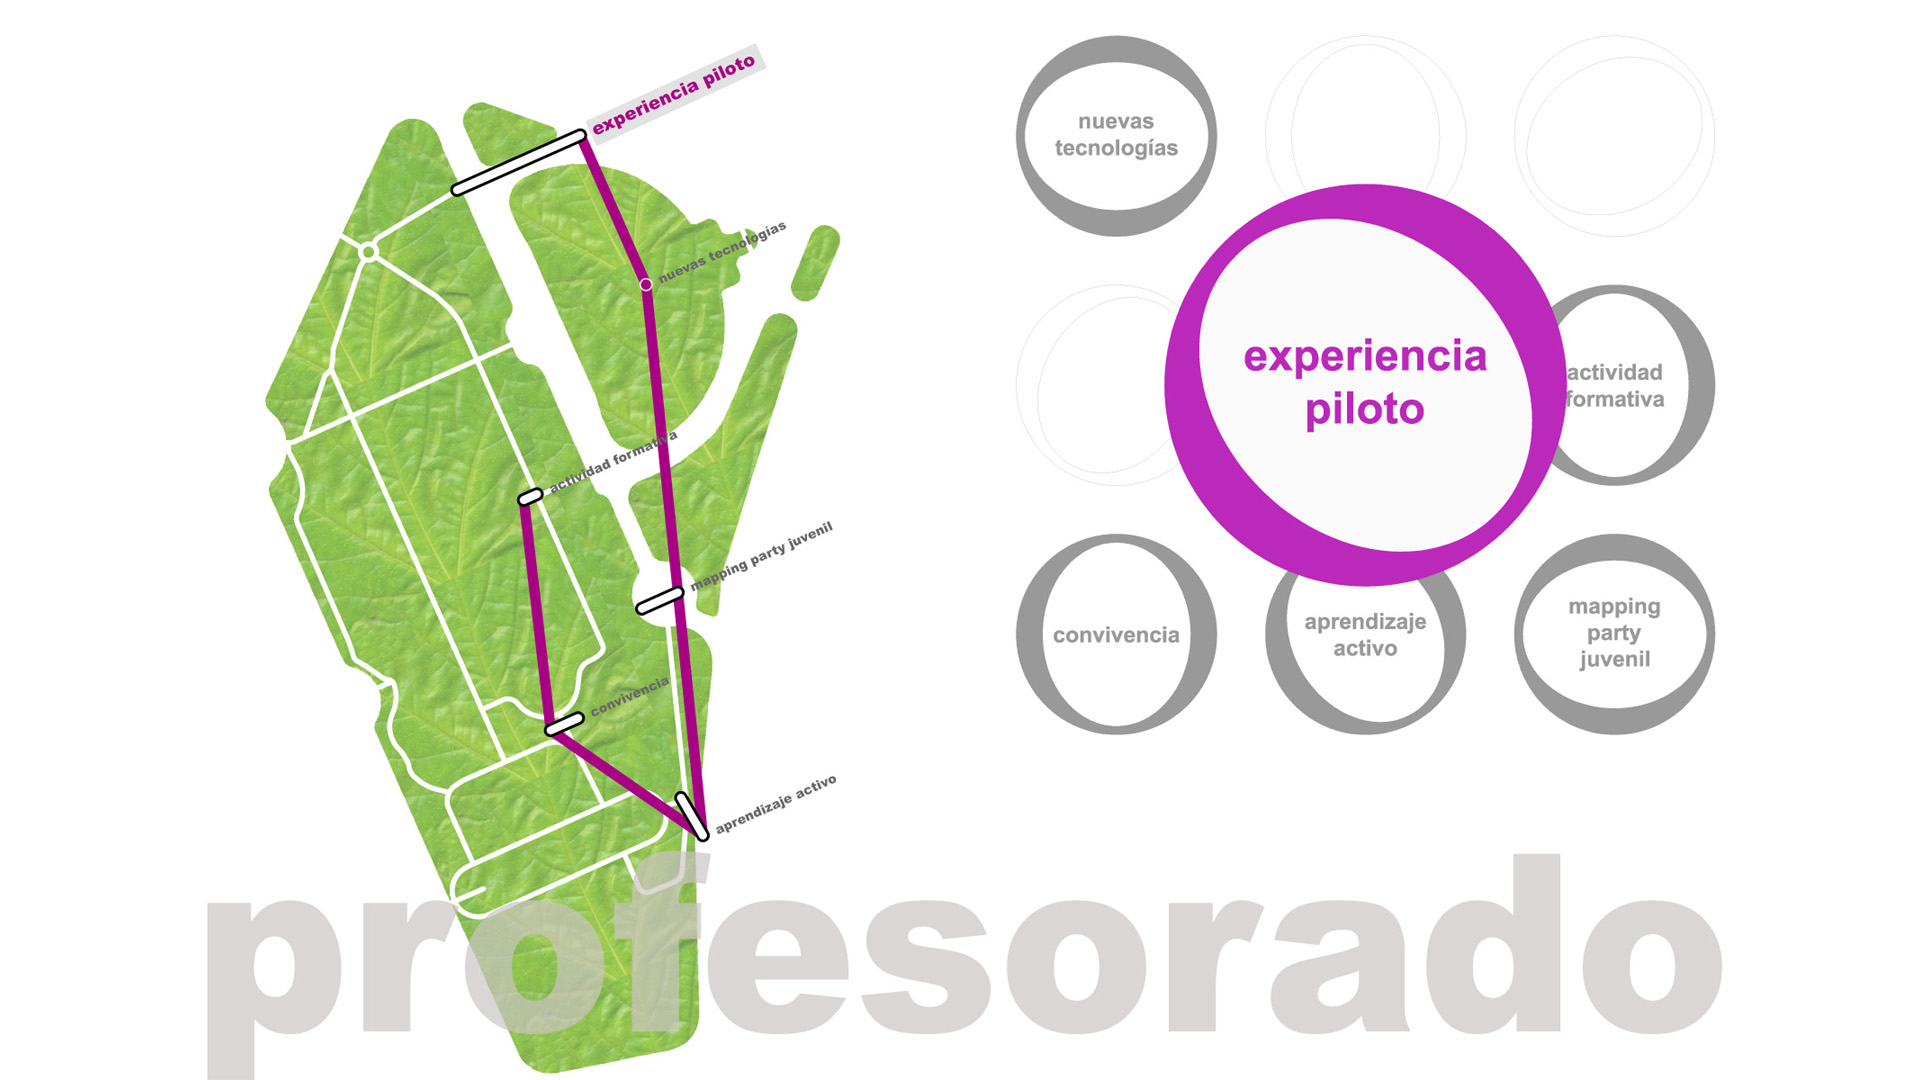 experiencia piloto
nuevas tecnologías
actividad formativa
mapping party juvenil
convivencia
aprendizaje activo
nuevas
tecnologías
experiencia
piloto
actividad
formativa
convivencia
aprendizaje
activo
mapping
party
juvenil
profesorado